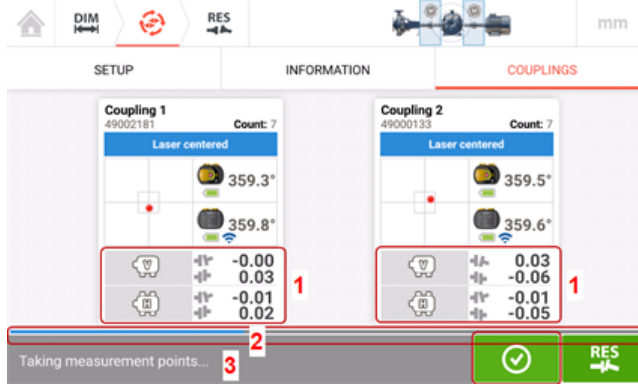 DIM
RES
mm
SETUP
INFORMATION
COUPLINGS
Coupling 1
49002181
Count: 7
Laser centered
359.3°
359.8°
V
-0.00
0.03
H
-0.01
0.02
1
Coupling 2
49000133
Count: 7
Laser centered
359.5°
359.6°
V
0.03
-0.06
H
-0.01
-0.05
1
2
Taking measurement points...
3
RES